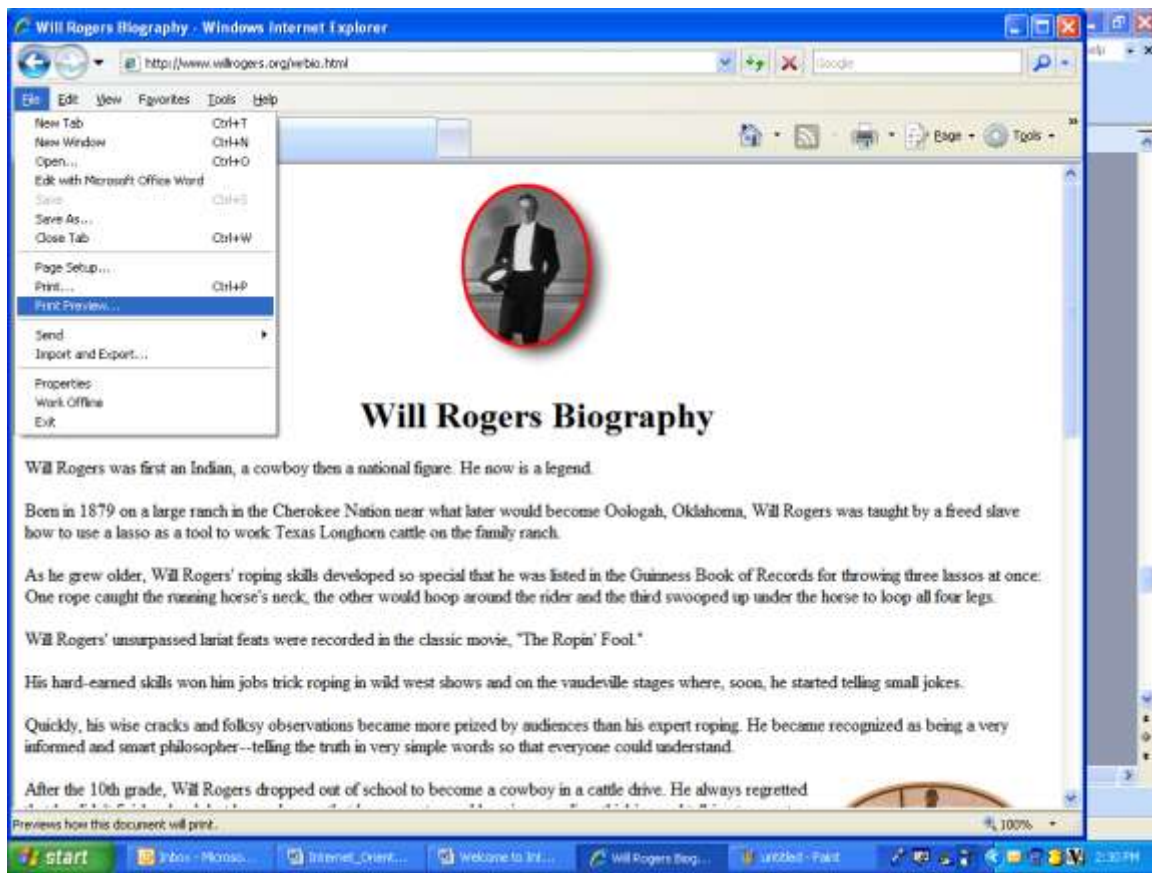 Will Rogers Biography - Windows Internet Explorer
http://www.willrogers.org/wrbio.html
Google
File Edit View Favorites Tools Help
New Tab Ctrl+T
New Window Ctrl+N
Open... Ctrl+O
Edit with Microsoft Office Word
Save Ctrl+S
Save As...
Close Tab Ctrl+W
Page Setup...
Print... Ctrl+P
Print Preview...
Send
Import and Export...
Properties
Work Offline
Exit
Page Tools
Will Rogers Biography
Will Rogers was first an Indian, a cowboy then a national figure. He now is a legend.
Born in 1879 on a large ranch in the Cherokee Nation near what later would become Oologah, Oklahoma, Will Rogers was taught by a freed slave
how to use a lasso as a tool to work Texas Longhorn cattle on the family ranch.
As he grew older, Will Rogers' roping skills developed so special that he was listed in the Guinness Book of Records for throwing three lassos at once:
One rope caught the running horse's neck, the other would hoop around the rider and the third swooped up under the horse to loop all four legs.
Will Rogers' unsurpassed lariat feats were recorded in the classic movie, "The Ropin' Fool."
His hard-earned skills won him jobs trick roping in wild west shows and on the vaudeville stages where, soon, he started telling small jokes.
Quickly, his wise cracks and folksy observations became more prized by audiences than his expert roping. He became recognized as being a very
informed and smart philosopher--telling the truth in very simple words so that everyone could understand.
After the 10th grade, Will Rogers dropped out of school to become a cowboy in a cattle drive. He always regretted
Previews how this document will print.
100%
start Inbox - Microso... Internet_Orient... Welcome to Int... Will Rogers Biog... untitled - Paint 2:30 PM